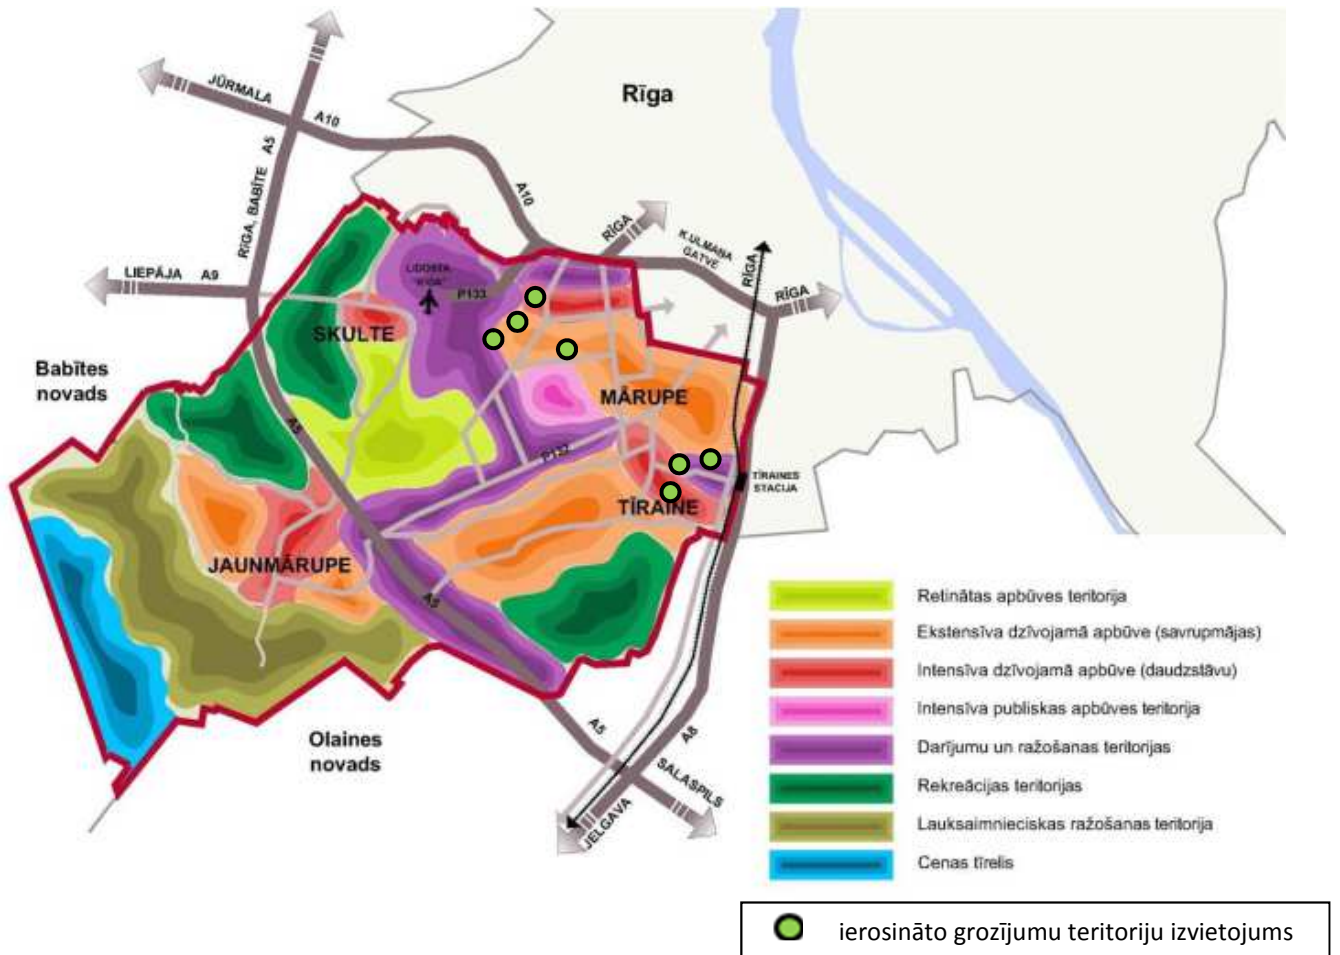 Rīga
JŪRMALA
A10
A5
RĪGA, BABĪTE
A10
RĪGA
K.ULMAŅA
GATVE
RĪGA
RĪGA
LIEPĀJA A9
LIDOSTA
"RĪGA"
P133
SKULTE
Babītes
novads
MĀRUPE
A5
P132
TĪRAINES
STACIJA
TĪRAINE
JAUNMĀRUPE
A5
Olaines
novads
A5
A8
SALASPILS
JELGAVA
Retinātas apbūves teritorija
Ekstensīva dzīvojamā apbūve (savrupmājas)
Intensīva dzīvojamā apbūve (daudzstāvu)
Intensīva publiskas apbūves teritorija
Darījumu un ražošanas teritorijas
Rekreācijas teritorijas
Lauksaimnieciskas ražošanas teritorija
Cenas tīrelis
ierosināto grozījumu teritoriju izvietojums